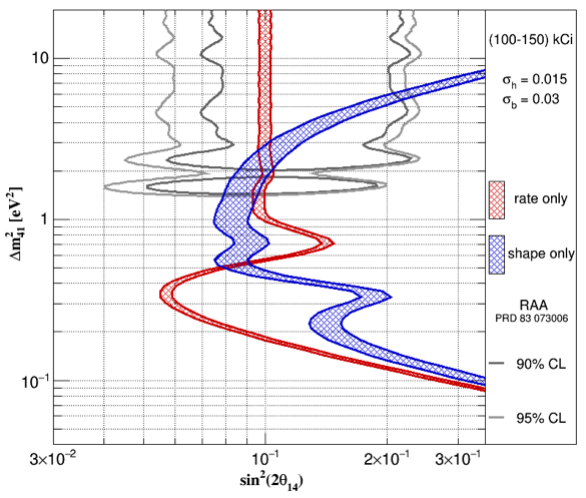 10
1
10⁻¹
Δm²₄₁ [eV²]
3×10⁻²
10⁻¹
2×10⁻¹
3×10⁻¹
sin²(2θ₁₄)
(100-150) kCi
σₕ = 0.015
σ_b = 0.03
rate only
shape only
RAA
PRD 83 073006
90% CL
95% CL